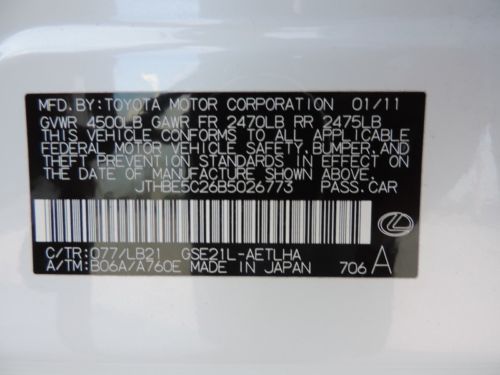 MFD.BY:TOYOTA MOTOR CORPORATION 01/11
GVWR 4500LB GAWR FR 2470LB RR 2475LB
THIS VEHICLE CONFORMS TO ALL APPLICABLE
FEDERAL MOTOR VEHICLE SAFETY,BUMPER,AND
THEFT PREVENTION STANDARDS IN EFFECT ON
THE DATE OF MANUFACTURE SHOWN ABOVE.
JTHBE5C26B5026773 PASS.CAR
C/TR:077/LB21 GSE21L-AETLHA
A/TM:B06A/A760E MADE IN JAPAN 706 A